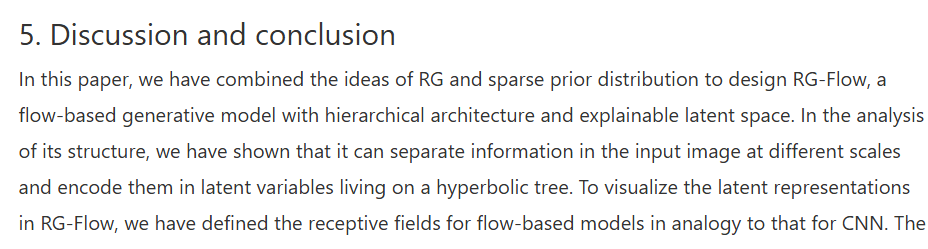 5. Discussion and conclusion
In this paper, we have combined the ideas of RG and sparse prior distribution to design RG-Flow, a
flow-based generative model with hierarchical architecture and explainable latent space. In the analysis
of its structure, we have shown that it can separate information in the input image at different scales
and encode them in latent variables living on a hyperbolic tree. To visualize the latent representations
in RG-Flow, we have defined the receptive fields for flow-based models in analogy to that for CNN. The